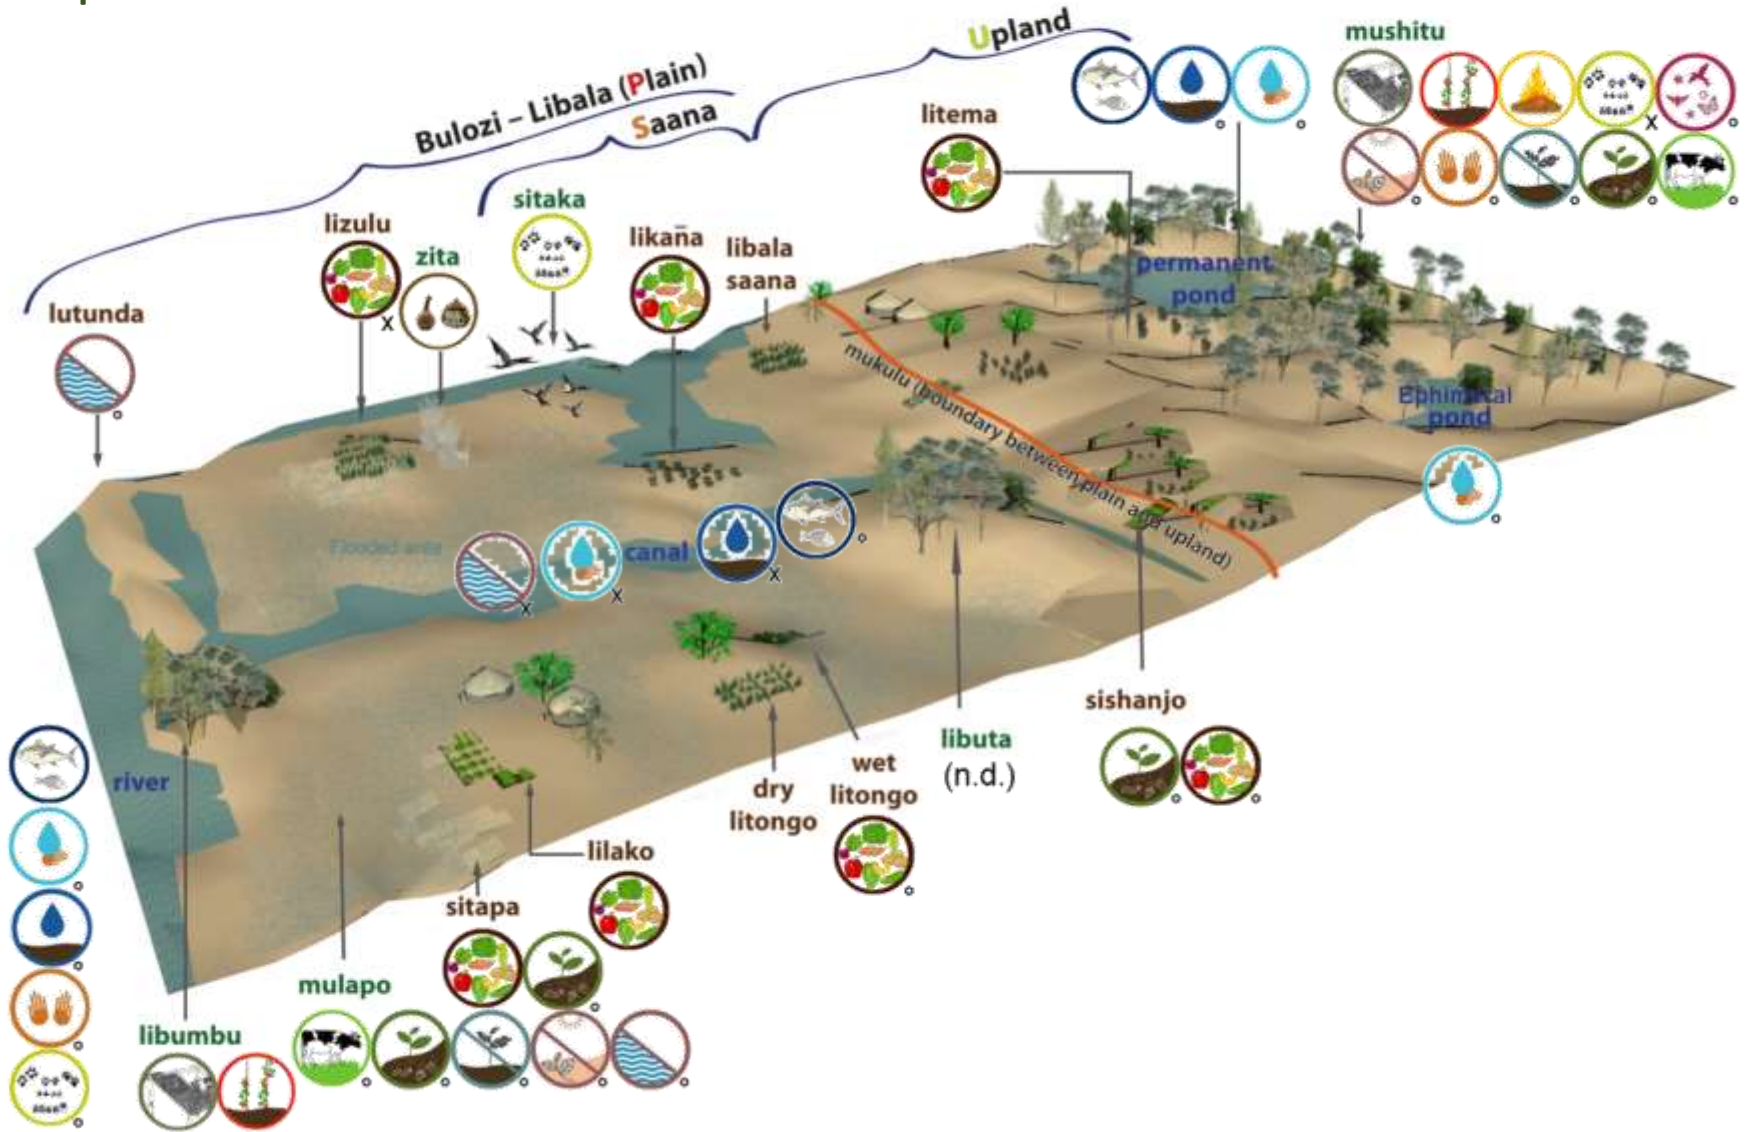 Upland
mushitu
Bulozi – Libala (Plain)
Saana
litema
sitaka
lizulu
likan̄a
libala
saana
zita
permanent
pond
lutunda
mukulu (boundary between plain and upland)
Ephimeral
pond
Flooded area
canal
sishanjo
libuta
(n.d.)
wet
litongo
dry
litongo
river
lilako
sitapa
mulapo
libumbu
X
X
X
X
X